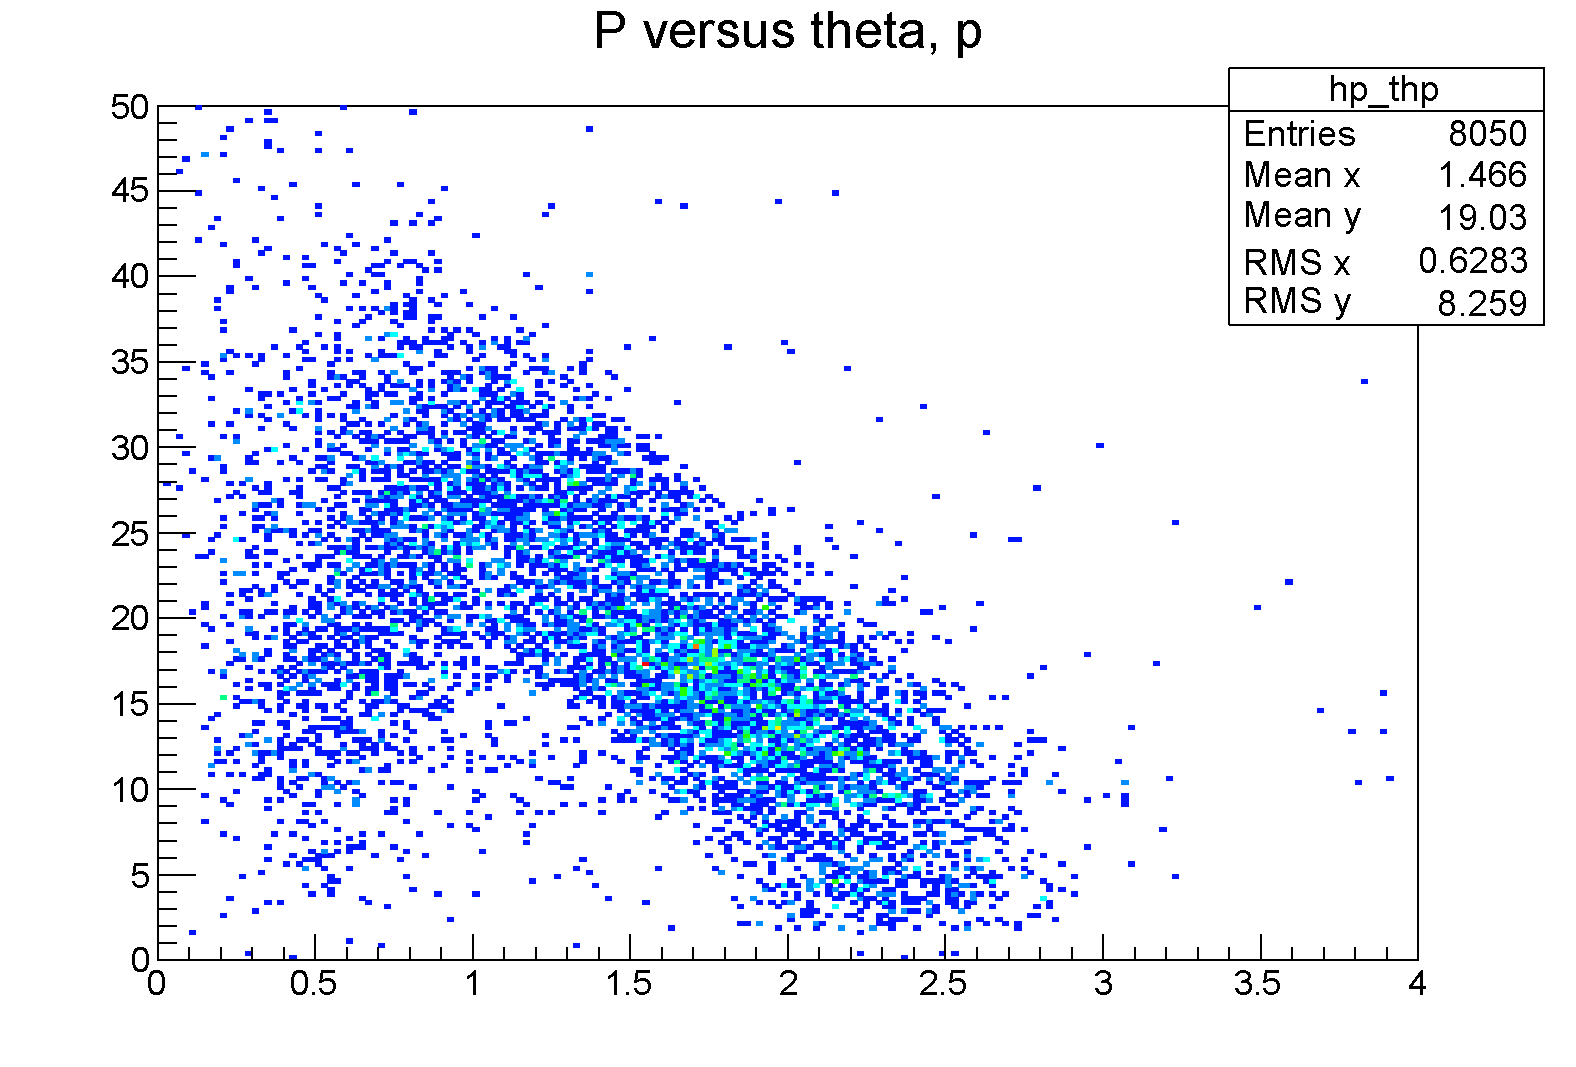 P versus theta, p
hp_thp
Entries 8050
Mean x 1.466
Mean y 19.03
RMS x 0.6283
RMS y 8.259
50
45
40
35
30
25
20
15
10
5
0
0 0.5 1 1.5 2 2.5 3 3.5 4